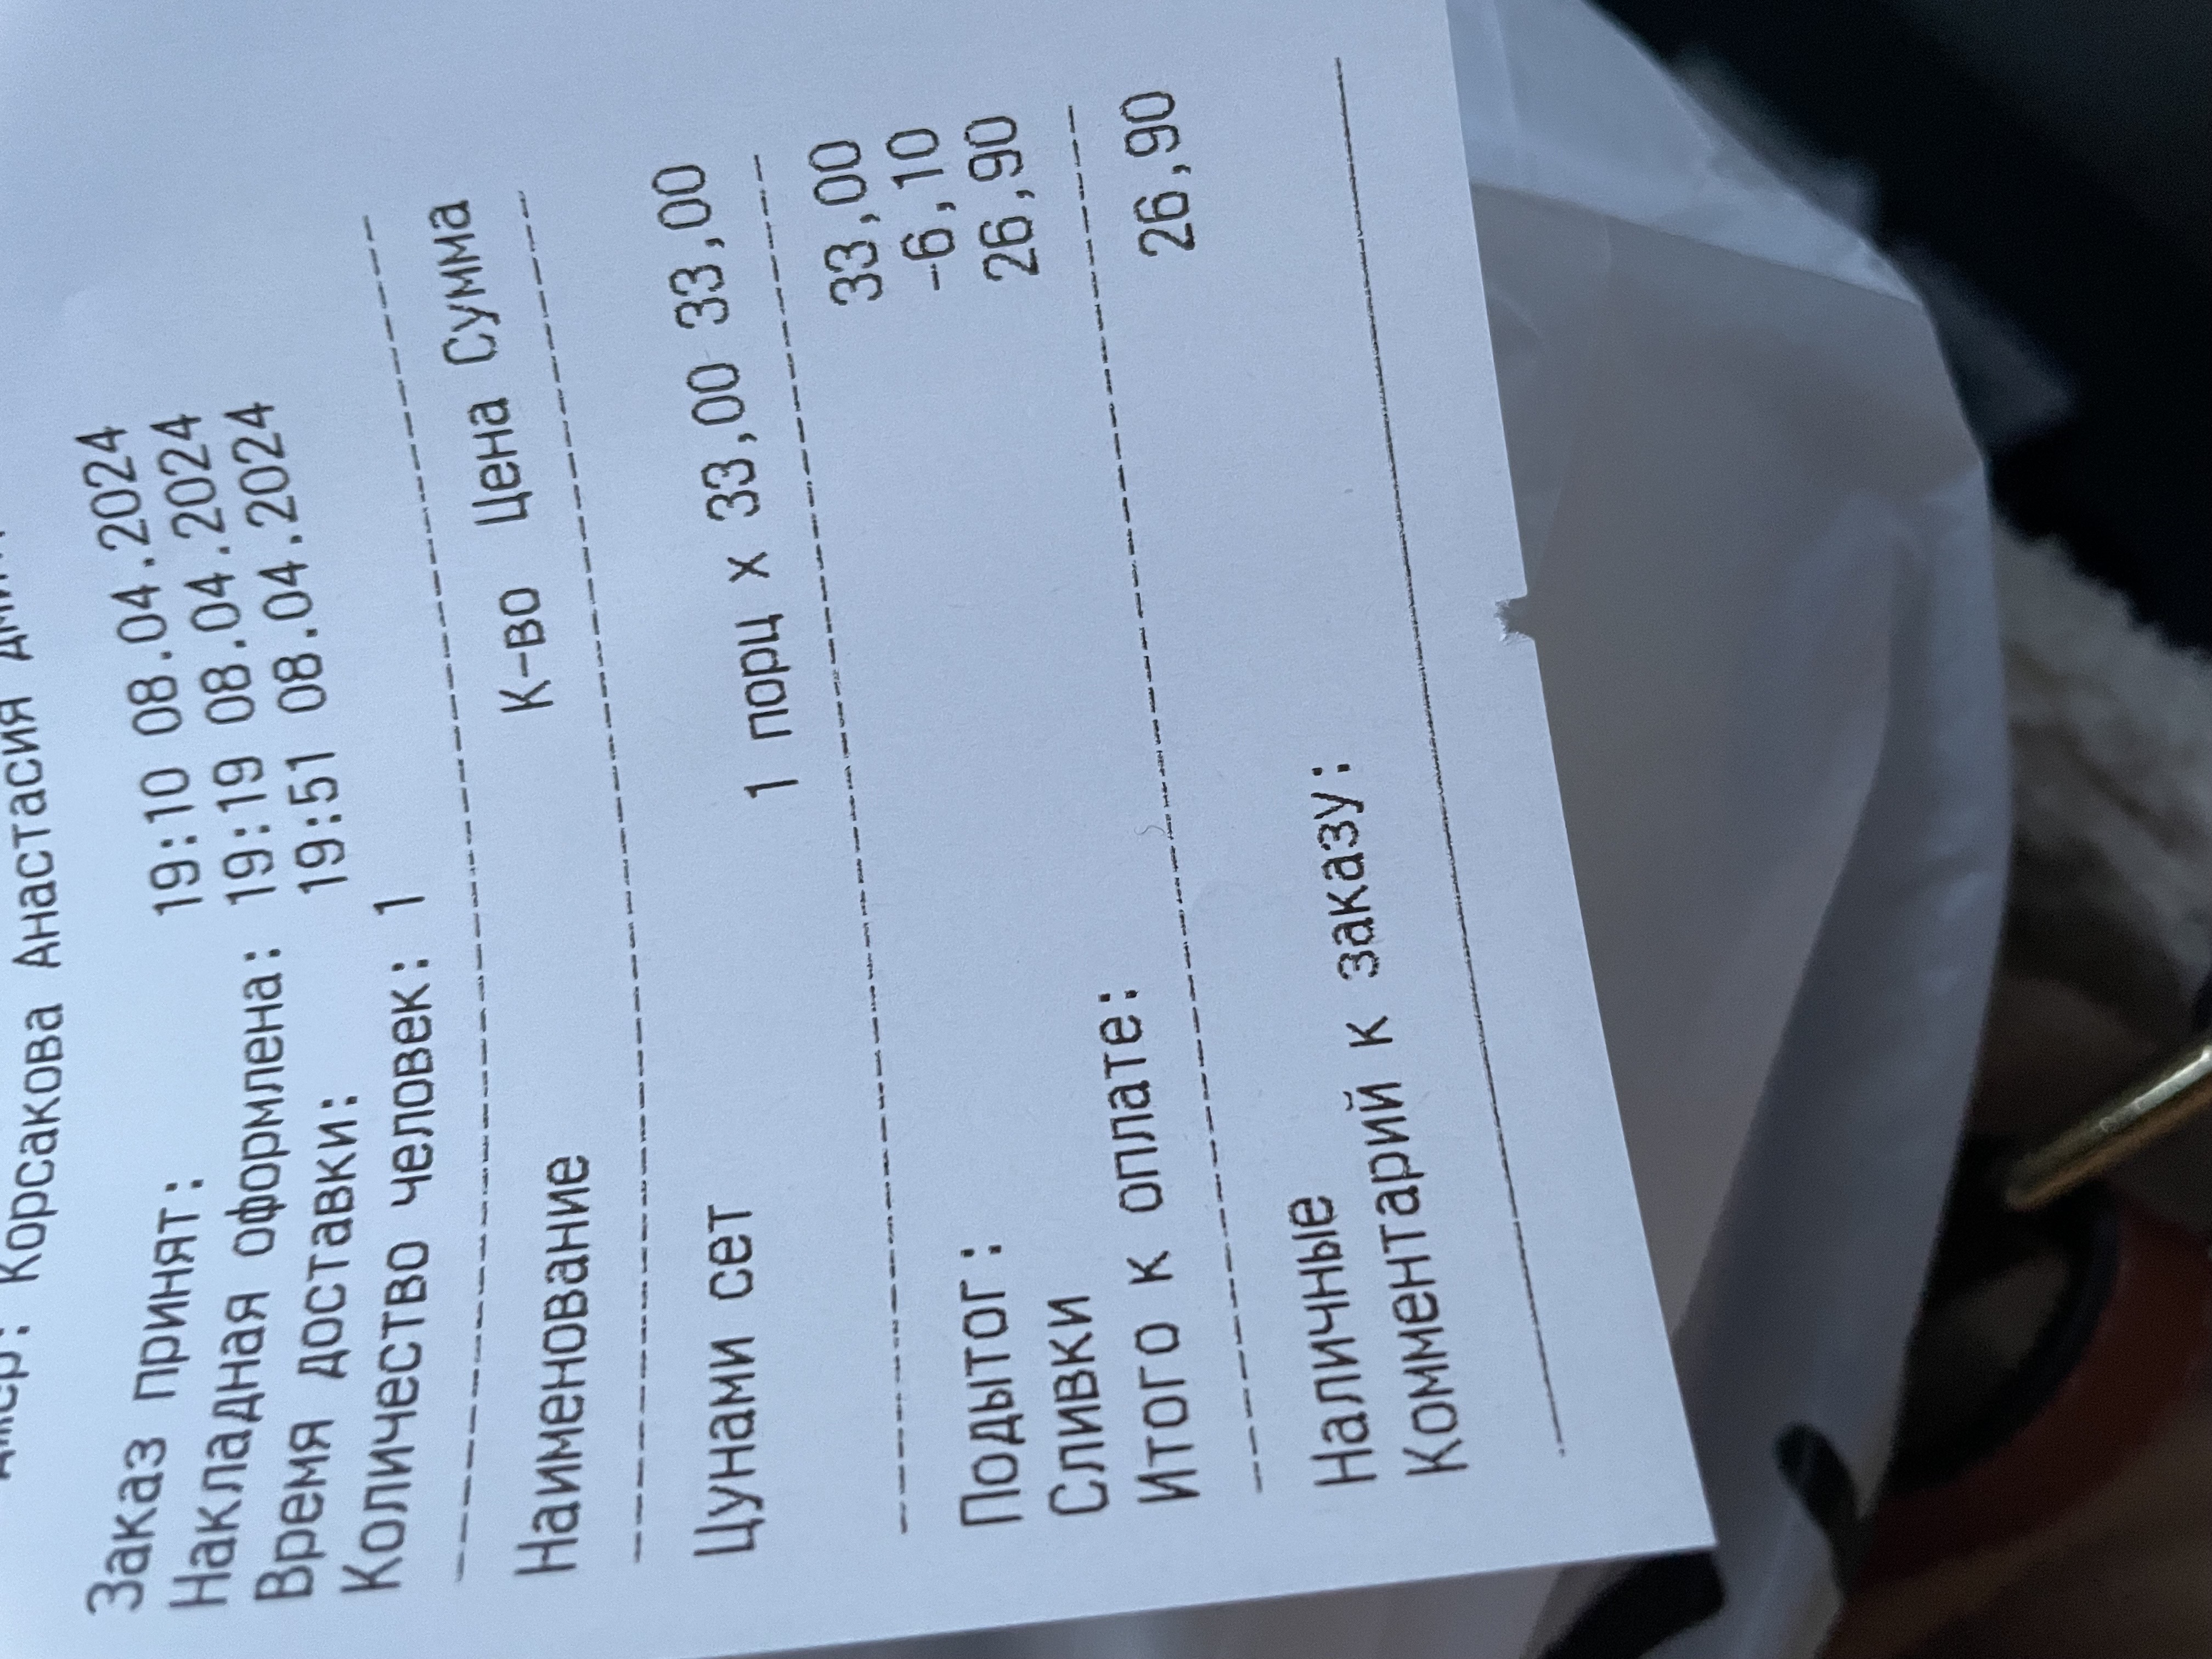 Корсакова Анастасия
Заказ принят: 19:10 08.04.2024
Накладная оформлена: 19:19 08.04.2024
Время доставки: 19:51 08.04.2024
Количество человек: 1
Наименование К-во Цена Сумма
Цунами сет
1 порц x 33,00 33,00
Подытог: 33,00
Сливки -6,10
Итого к оплате: 26,90
Наличные 26,90
Комментарий к заказу: